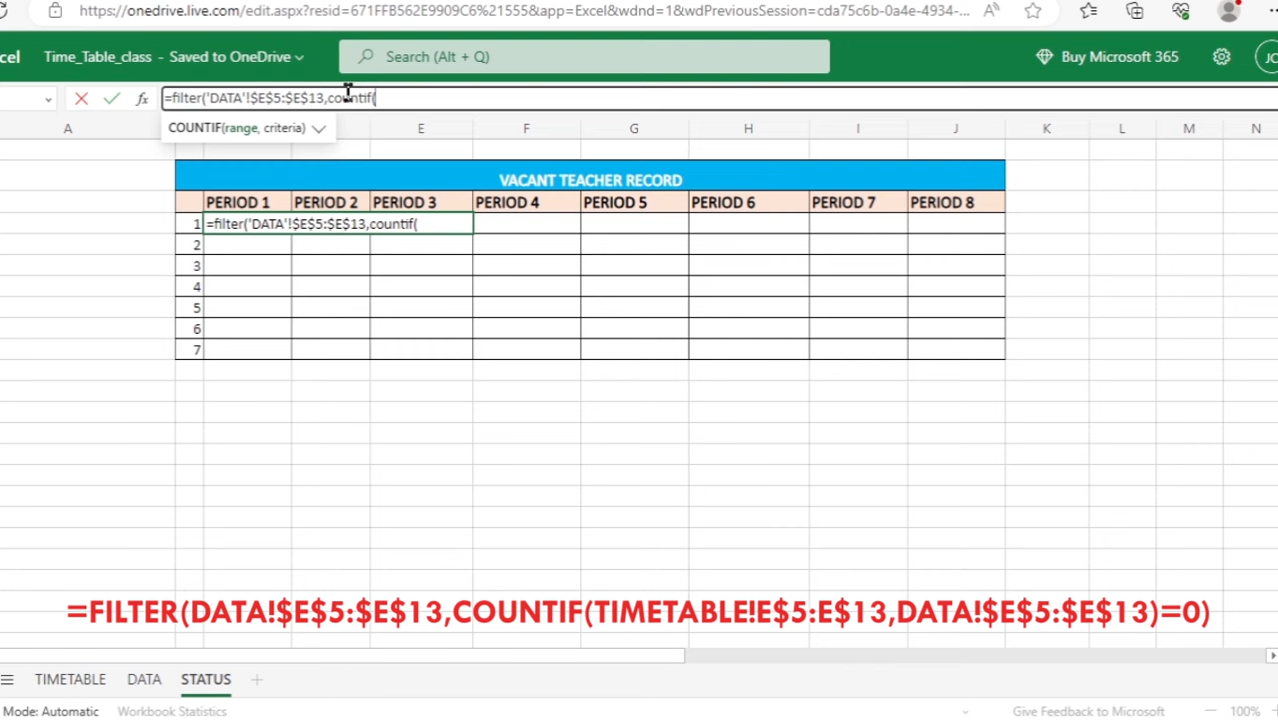 https://onedrive.live.com/edit.aspx?resid=671FFB562E9909C6%21555&app=Excel&wdnd=1&wdPreviousSession=cda75c6b-0a4e-4934-...
cel Time_Table_class - Saved to OneDrive Search (Alt + Q) Buy Microsoft 365 JO
fx =filter('DATA'!$E$5:$E$13,countif(
COUNTIF(range, criteria)
A E F G H I J K L M N
VACANT TEACHER RECORD
PERIOD 1 PERIOD 2 PERIOD 3 PERIOD 4 PERIOD 5 PERIOD 6 PERIOD 7 PERIOD 8
1 =filter('DATA'!$E$5:$E$13,countif(
2
3
4
5
6
7
=FILTER(DATA!$E$5:$E$13,COUNTIF(TIMETABLE!E$5:E$13,DATA!$E$5:$E$13)=0)
TIMETABLE DATA STATUS +
Mode: Automatic Workbook Statistics Give Feedback to Microsoft 100%